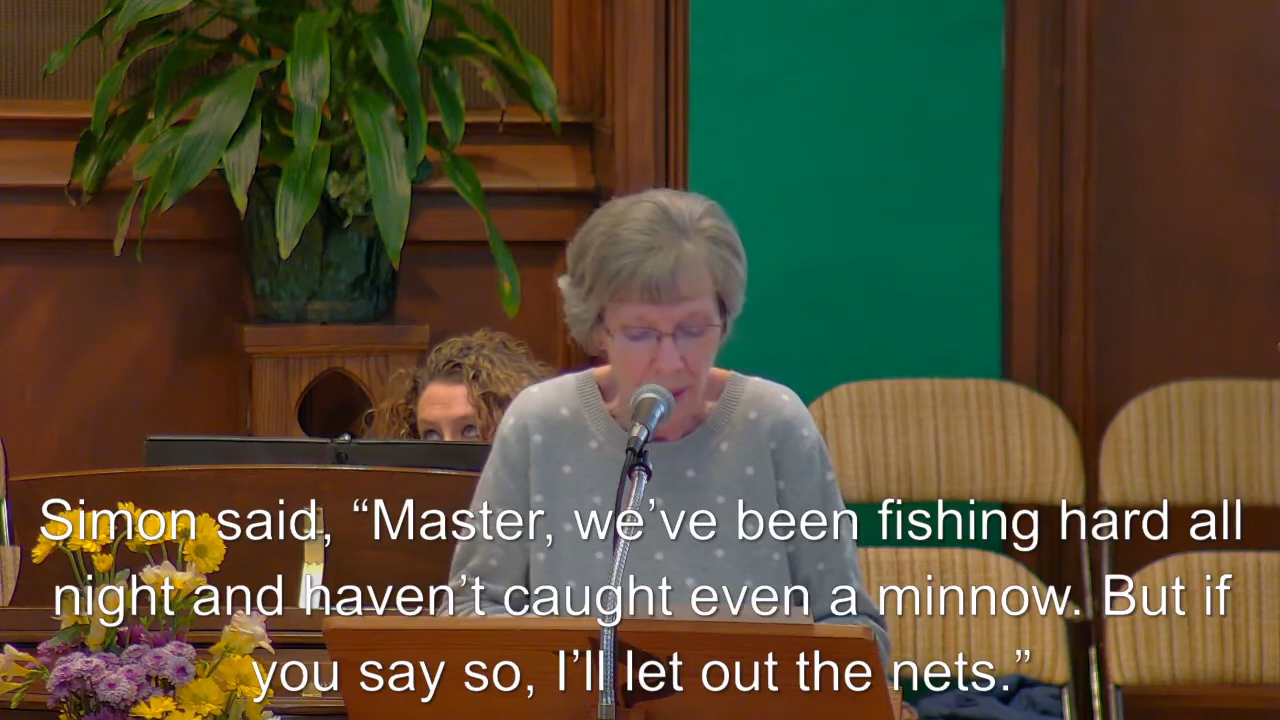 Simon said, “Master, we’ve been fishing hard all
night and haven’t caught even a minnow. But if
you say so, I’ll let out the nets.”